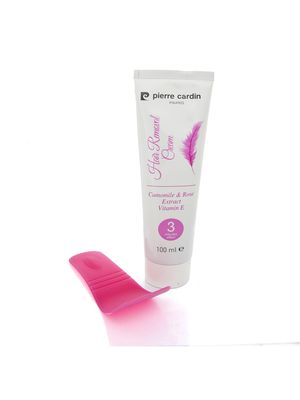 pierre cardin
PARIS
Hair Removal
Cream
Camomile & Rose
Extract
Vitamin E
3
100 ml e